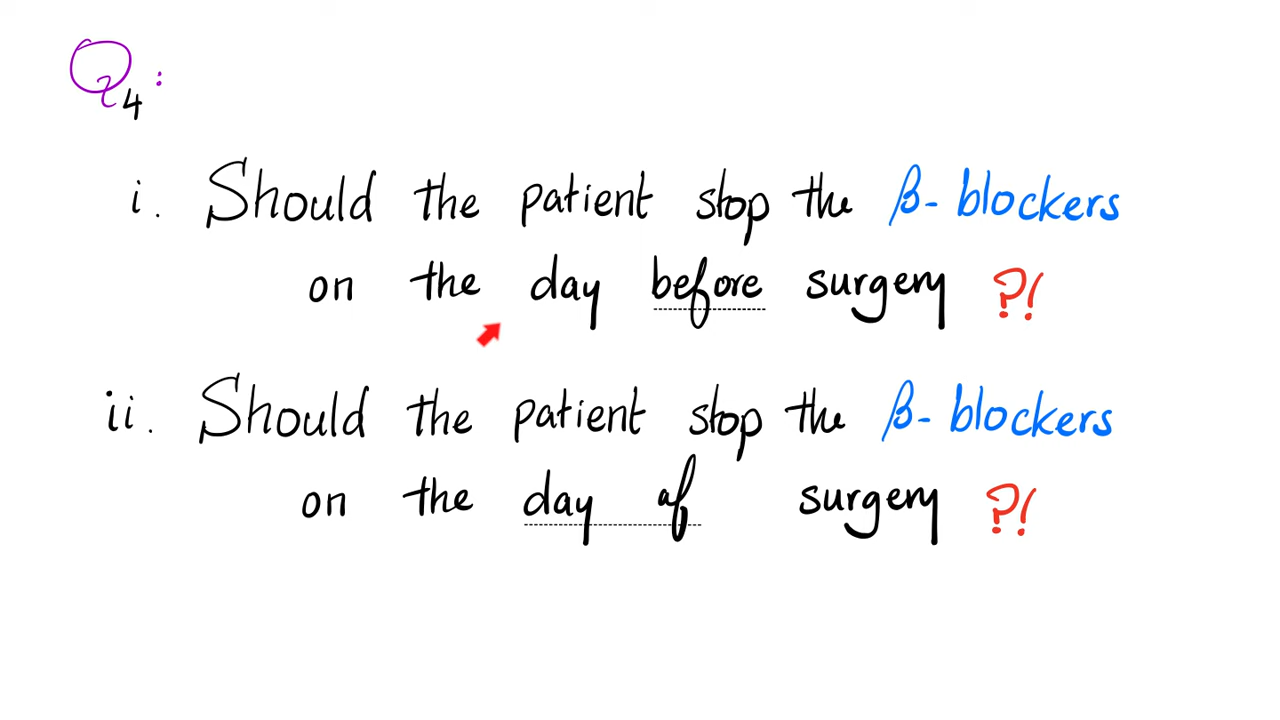 Q4:
i. Should the patient stop the β-blockers
on the day before surgery ?!
ii. Should the patient stop the β-blockers
on the day of surgery ?!